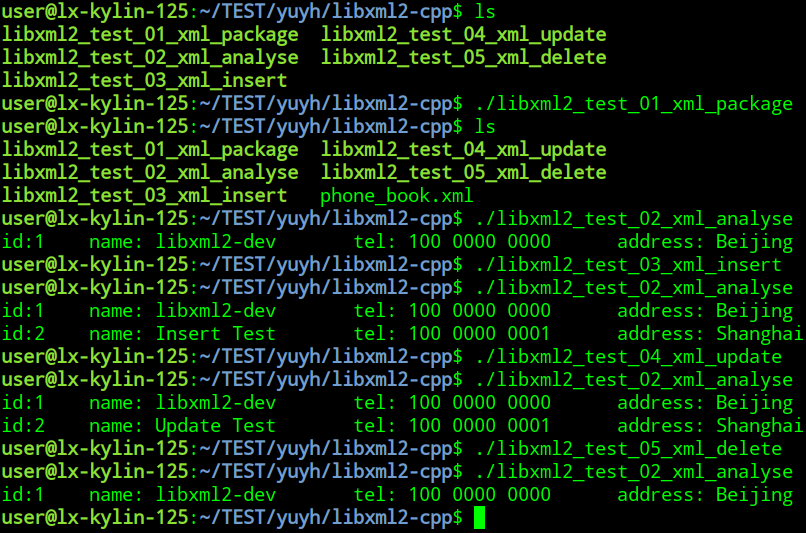 user@lx-kylin-125:~/TEST/yuyh/libxml2-cpp$ ls
libxml2_test_01_xml_package  libxml2_test_04_xml_update
libxml2_test_02_xml_analyse  libxml2_test_05_xml_delete
libxml2_test_03_xml_insert
user@lx-kylin-125:~/TEST/yuyh/libxml2-cpp$ ./libxml2_test_01_xml_package
user@lx-kylin-125:~/TEST/yuyh/libxml2-cpp$ ls
libxml2_test_01_xml_package  libxml2_test_04_xml_update
libxml2_test_02_xml_analyse  libxml2_test_05_xml_delete
libxml2_test_03_xml_insert   phone_book.xml
user@lx-kylin-125:~/TEST/yuyh/libxml2-cpp$ ./libxml2_test_02_xml_analyse
id:1    name: libxml2-dev       tel: 100 0000 0000      address: Beijing
user@lx-kylin-125:~/TEST/yuyh/libxml2-cpp$ ./libxml2_test_03_xml_insert
user@lx-kylin-125:~/TEST/yuyh/libxml2-cpp$ ./libxml2_test_02_xml_analyse
id:1    name: libxml2-dev       tel: 100 0000 0000      address: Beijing
id:2    name: Insert Test       tel: 100 0000 0001      address: Shanghai
user@lx-kylin-125:~/TEST/yuyh/libxml2-cpp$ ./libxml2_test_04_xml_update
user@lx-kylin-125:~/TEST/yuyh/libxml2-cpp$ ./libxml2_test_02_xml_analyse
id:1    name: libxml2-dev       tel: 100 0000 0000      address: Beijing
id:2    name: Update Test       tel: 100 0000 0001      address: Shanghai
user@lx-kylin-125:~/TEST/yuyh/libxml2-cpp$ ./libxml2_test_05_xml_delete
user@lx-kylin-125:~/TEST/yuyh/libxml2-cpp$ ./libxml2_test_02_xml_analyse
id:1    name: libxml2-dev       tel: 100 0000 0000      address: Beijing
user@lx-kylin-125:~/TEST/yuyh/libxml2-cpp$